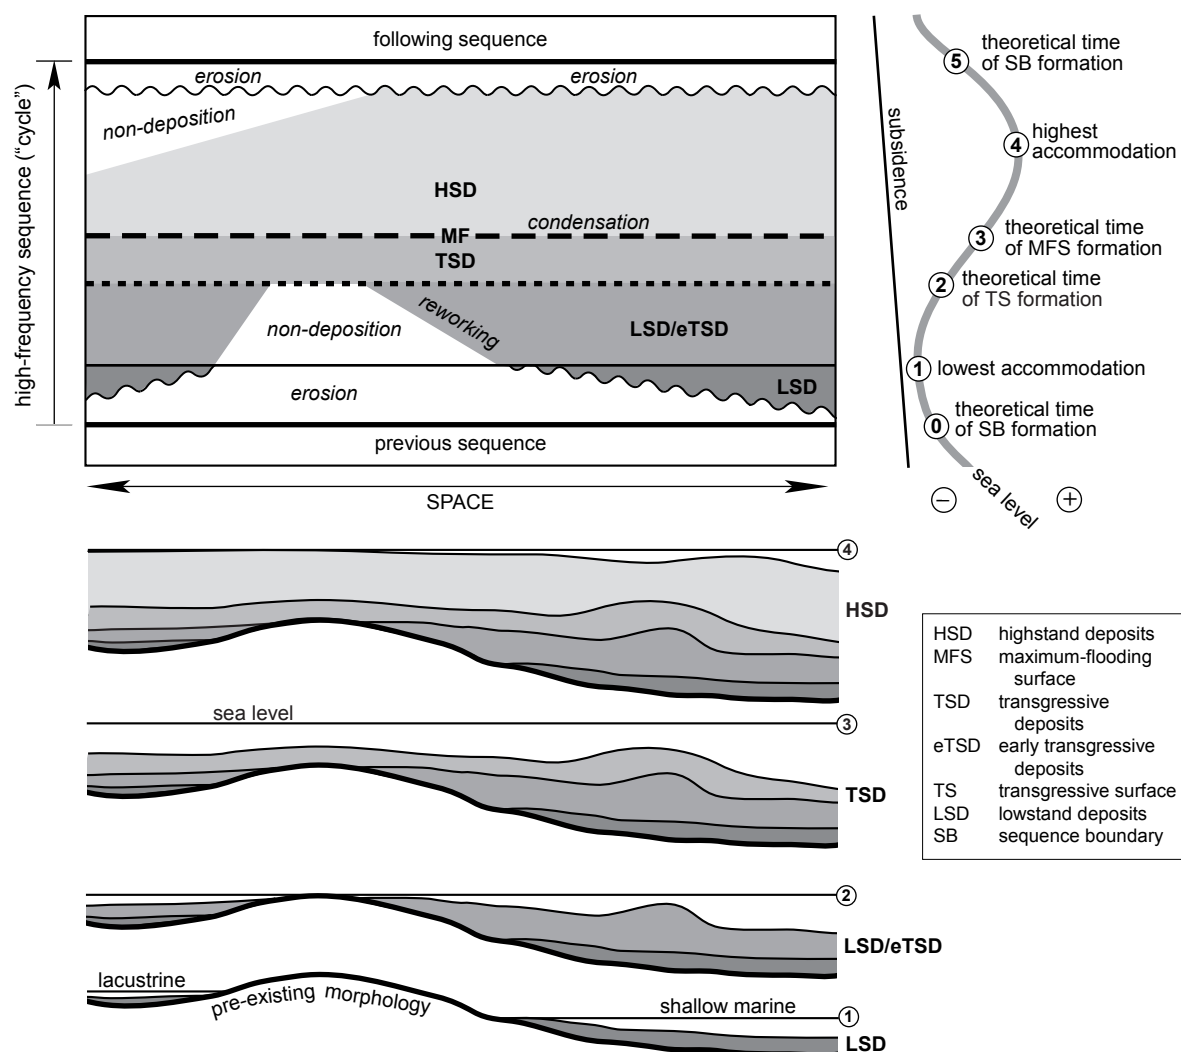 following sequence
erosion
erosion
non-deposition
HSD
condensation
MF
TSD
non-deposition
reworking
LSD/eTSD
LSD
erosion
previous sequence
SPACE
high-frequency sequence ("cycle")
subsidence
5
theoretical time
of SB formation
4
highest
accommodation
3
theoretical time
of MFS formation
2
theoretical time
of TS formation
1
lowest accommodation
0
theoretical time
of SB formation
sea level
−
+
4
HSD
sea level
3
TSD
2
LSD/eTSD
lacustrine
pre-existing morphology
shallow marine
1
LSD
HSD highstand deposits
MFS maximum-flooding
surface
TSD transgressive
deposits
eTSD early transgressive
deposits
TS transgressive surface
LSD lowstand deposits
SB sequence boundary